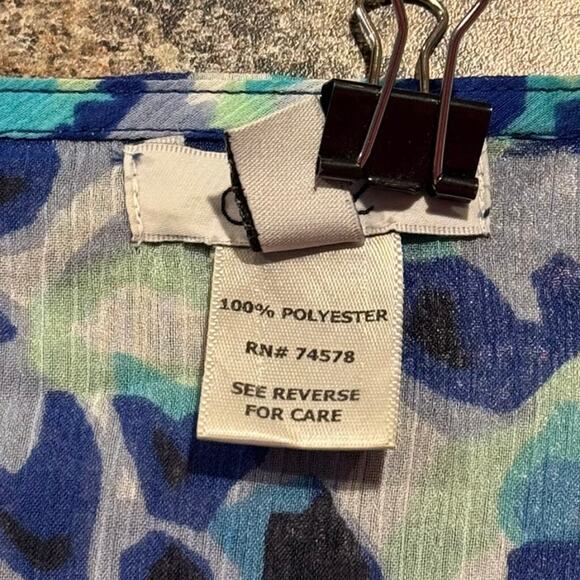 100% POLYESTER
RN# 74578
SEE REVERSE
FOR CARE